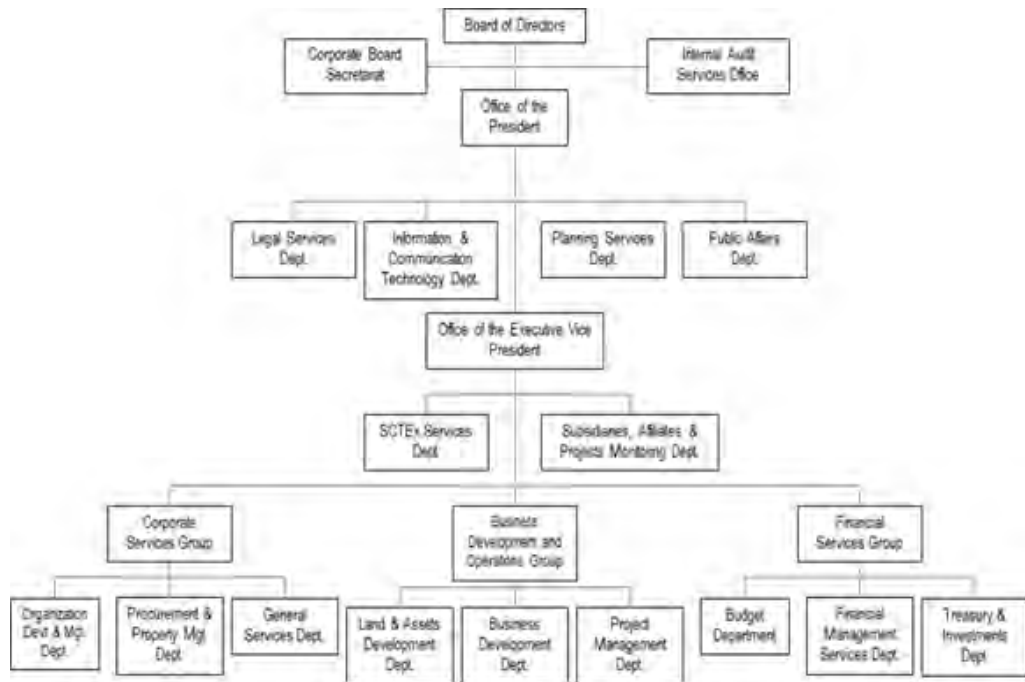 Board of Directors
Corporate Board
Secretariat
Internal Audit
Services Office
Office of the
President
Legal Services
Dept.
Information &
Communication
Technology Dept.
Planning Services
Dept.
Public Affairs
Dept.
Office of the Executive Vice
President
SCTEx Services
Dept.
Subsidiaries, Affiliates &
Projects Monitoring Dept.
Corporate
Services Group
Business
Development and
Operations Group
Financial
Services Group
Organization
Devt & Mgt.
Dept.
Procurement &
Property Mgt.
Dept.
General
Services Dept.
Land & Assets
Development
Dept.
Business
Development
Dept.
Project
Management
Dept.
Budget
Department
Financial
Management
Services Dept.
Treasury &
Investments
Dept.